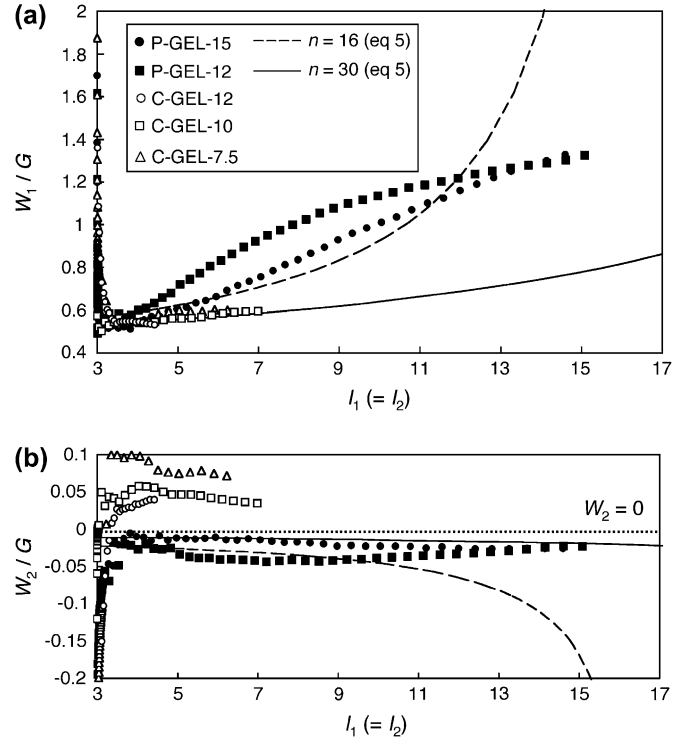 (a)
2
1.8
1.6
1.4
1.2
1
0.8
0.6
0.4
W1 / G
P-GEL-15
P-GEL-12
C-GEL-12
C-GEL-10
C-GEL-7.5
n = 16 (eq 5)
n = 30 (eq 5)
3 5 7 9 11 13 15 17
I1 (= I2)
(b)
0.1
0.05
0
-0.05
-0.1
-0.15
-0.2
W2 / G
W2 = 0
3 5 7 9 11 13 15 17
I1 (= I2)